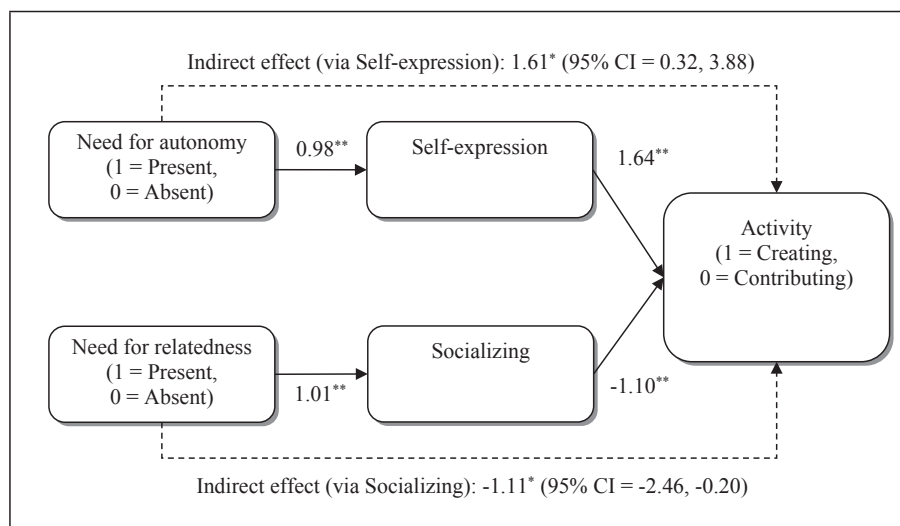 Indirect effect (via Self-expression): 1.61* (95% CI = 0.32, 3.88)
Need for autonomy
(1 = Present,
0 = Absent)
0.98**
Self-expression
1.64**
Activity
(1 = Creating,
0 = Contributing)
Need for relatedness
(1 = Present,
0 = Absent)
1.01**
Socializing
-1.10**
Indirect effect (via Socializing): -1.11* (95% CI = -2.46, -0.20)